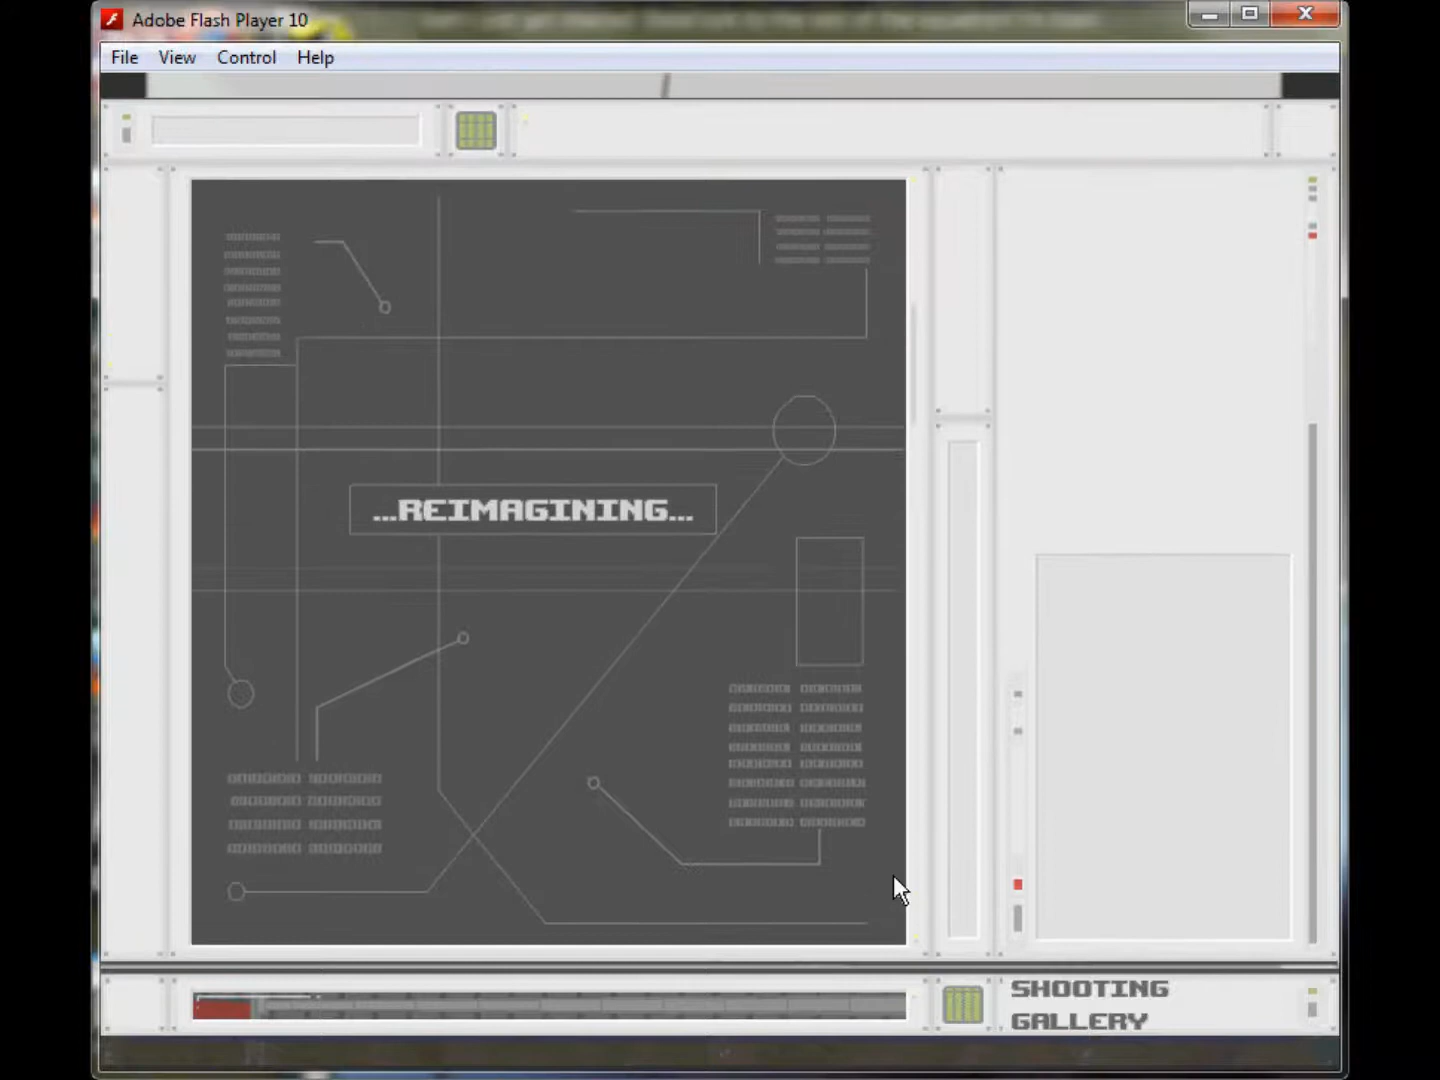 Adobe Flash Player 10
File View Control Help
...REIMAGINING...
SHOOTING
GALLERY